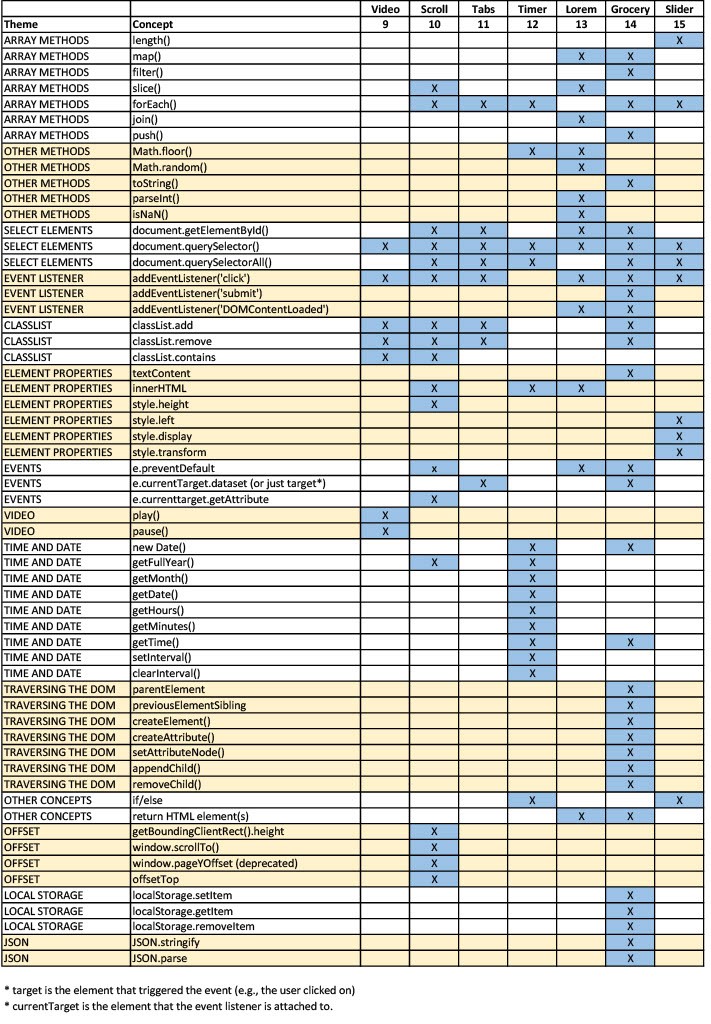 Video Scroll Tabs Timer Lorem Grocery Slider
Theme Concept 9 10 11 12 13 14 15
ARRAY METHODS length() X
ARRAY METHODS map() X X
ARRAY METHODS filter() X
ARRAY METHODS slice() X X
ARRAY METHODS forEach() X X X X X
ARRAY METHODS join() X
ARRAY METHODS push() X
OTHER METHODS Math.floor() X X
OTHER METHODS Math.random() X
OTHER METHODS toString() X
OTHER METHODS parseInt() X
OTHER METHODS isNaN() X
SELECT ELEMENTS document.getElementById() X X X X
SELECT ELEMENTS document.querySelector() X X X X X X X
SELECT ELEMENTS document.querySelectorAll() X X X X X
EVENT LISTENER addEventListener('click') X X X X X X
EVENT LISTENER addEventListener('submit') X
EVENT LISTENER addEventListener('DOMContentLoaded') X X
CLASSLIST classList.add X X X X
CLASSLIST classList.remove X X X X
CLASSLIST classList.contains X X
ELEMENT PROPERTIES textContent X
ELEMENT PROPERTIES innerHTML X X X
ELEMENT PROPERTIES style.height X
ELEMENT PROPERTIES style.left X
ELEMENT PROPERTIES style.display X
ELEMENT PROPERTIES style.transform X
EVENTS e.preventDefault x X X
EVENTS e.currentTarget.dataset (or just target*) X X
EVENTS e.currenttarget.getAttribute X
VIDEO play() X
VIDEO pause() X
TIME AND DATE new Date() X X
TIME AND DATE getFullYear() X X
TIME AND DATE getMonth() X
TIME AND DATE getDate() X
TIME AND DATE getHours() X
TIME AND DATE getMinutes() X
TIME AND DATE getTime() X X
TIME AND DATE setInterval() X
TIME AND DATE clearInterval() X
TRAVERSING THE DOM parentElement X
TRAVERSING THE DOM previousElementSibling X
TRAVERSING THE DOM createElement() X
TRAVERSING THE DOM createAttribute() X
TRAVERSING THE DOM setAttributeNode() X
TRAVERSING THE DOM appendChild() X
TRAVERSING THE DOM removeChild() X
OTHER CONCEPTS if/else X X
OTHER CONCEPTS return HTML element(s) X X
OFFSET getBoundingClientRect().height X
OFFSET window.scrollTo() X
OFFSET window.pageYOffset (deprecated) X
OFFSET offsetTop X
LOCAL STORAGE localStorage.setItem X
LOCAL STORAGE localStorage.getItem X
LOCAL STORAGE localStorage.removeItem X
JSON JSON.stringify X
JSON JSON.parse X
* target is the element that triggered the event (e.g., the user clicked on)
* currentTarget is the element that the event listener is attached to.